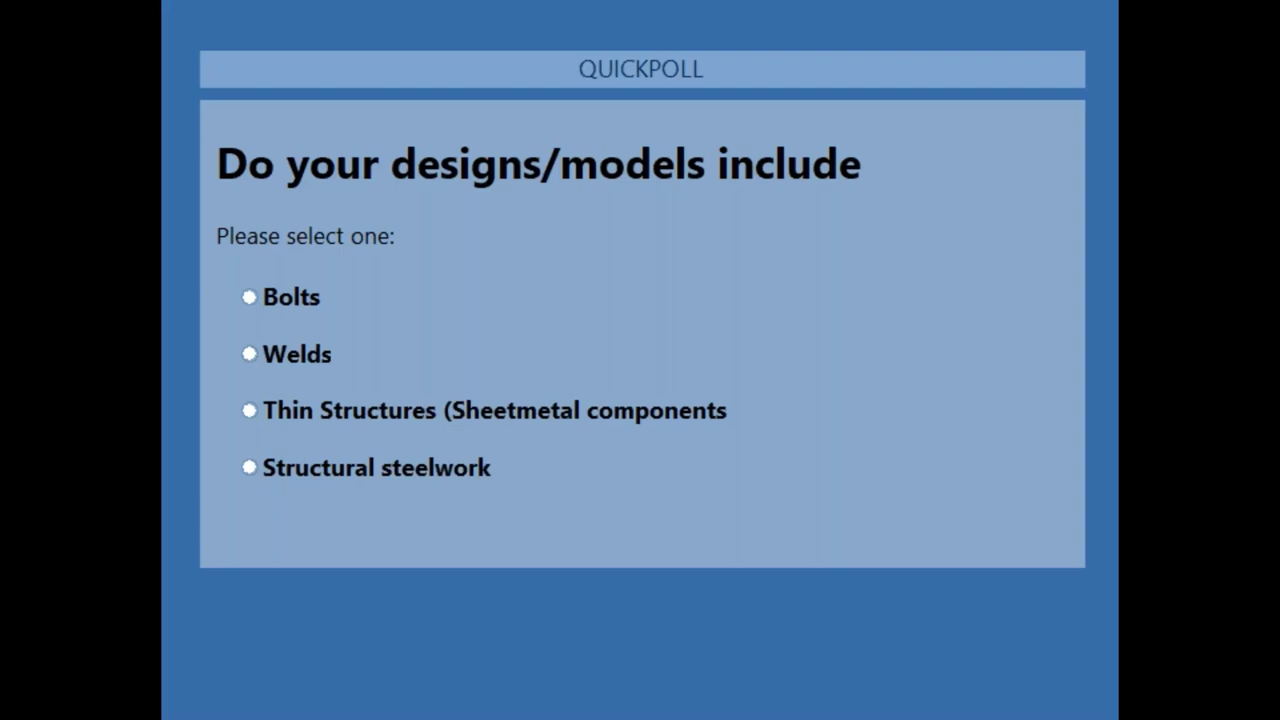 QUICKPOLL
Do your designs/models include
Please select one:
Bolts
Welds
Thin Structures (Sheetmetal components
Structural steelwork